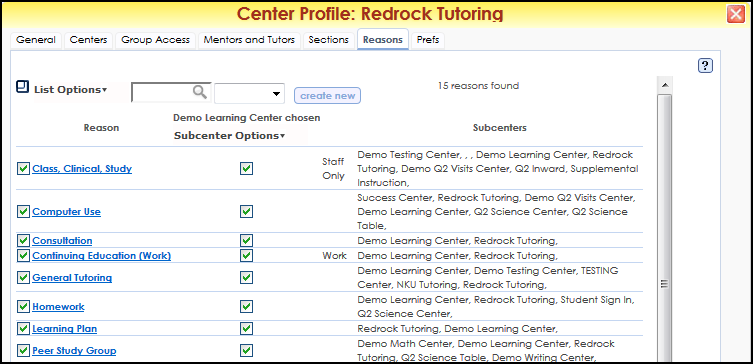 Center Profile: Redrock Tutoring
General Centers Group Access Mentors and Tutors Sections Reasons Prefs
?
List Options create new 15 reasons found
Demo Learning Center chosen
Reason Subcenter Options Subcenters
Class, Clinical, Study Staff Only Demo Testing Center, , , Demo Learning Center, Redrock
Tutoring, Demo Q2 Visits Center, Q2 Inward, Supplemental
Instruction,
Computer Use Success Center, Redrock Tutoring, Demo Q2 Visits Center,
Demo Learning Center, Q2 Science Center, Q2 Science
Table,
Consultation Demo Learning Center, Redrock Tutoring,
Continuing Education (Work) Work Demo Learning Center, Redrock Tutoring,
General Tutoring Demo Learning Center, Demo Testing Center, TESTING
Center, NKU Tutoring, Redrock Tutoring,
Homework Demo Learning Center, Redrock Tutoring, Student Sign In,
Q2 Science Center,
Learning Plan Redrock Tutoring, Demo Learning Center,
Peer Study Group Demo Math Center, Demo Learning Center, Redrock
Tutoring, Q2 Science Table, Demo Writing Center,